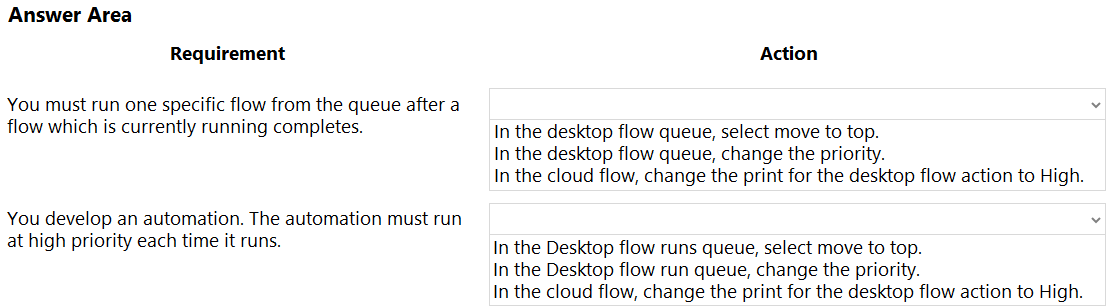 Answer Area
Requirement
Action
You must run one specific flow from the queue after a
flow which is currently running completes.
In the desktop flow queue, select move to top.
In the desktop flow queue, change the priority.
In the cloud flow, change the print for the desktop flow action to High.
You develop an automation. The automation must run
at high priority each time it runs.
In the Desktop flow runs queue, select move to top.
In the Desktop flow run queue, change the priority.
In the cloud flow, change the print for the desktop flow action to High.